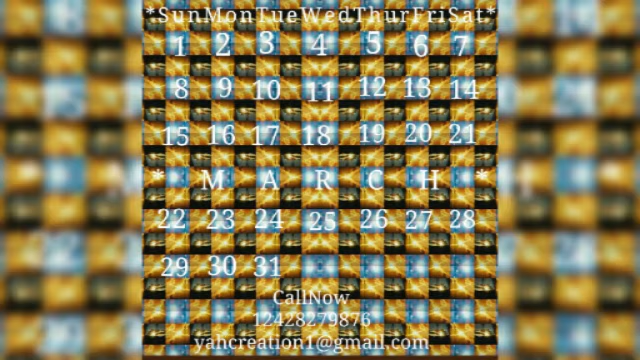 *SunMonTueWedThurFriSat*
1 2 3 4 5 6 7
8 9 10 11 12 13 14
15 16 17 18 19 20 21
* M A R C H *
22 23 24 25 26 27 28
29 30 31
CallNow
12428279876
yahcreation1@gmail.com